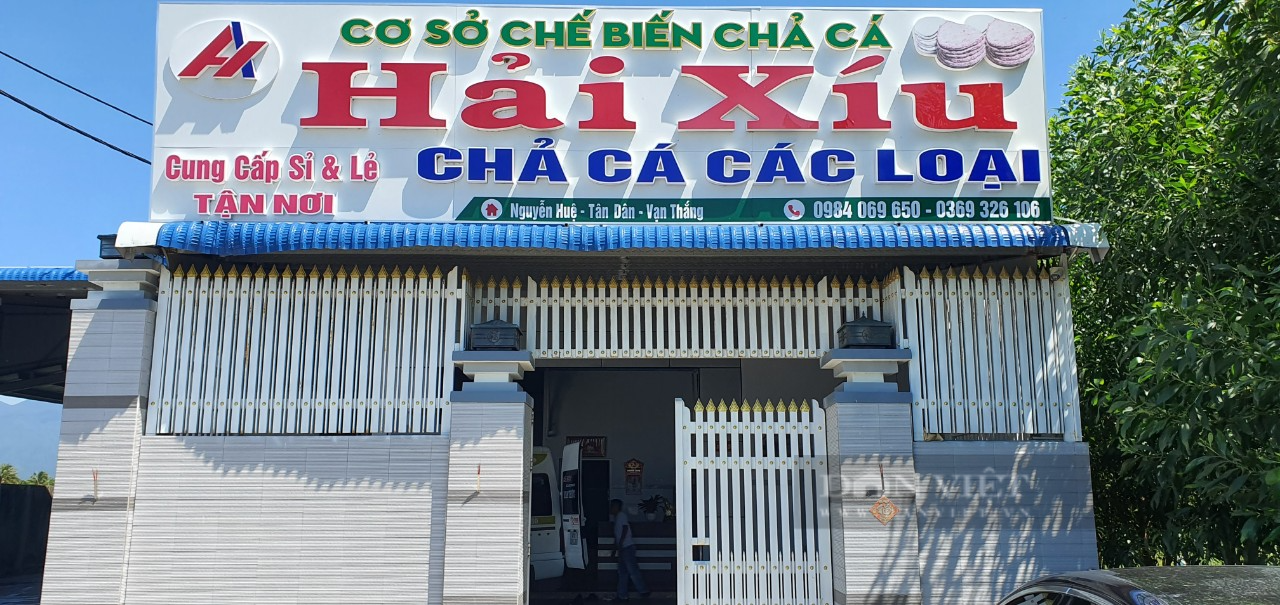 CƠ SỞ CHẾ BIẾN CHẢ CÁ
Hải Xíu
Cung Cấp Sỉ & Lẻ
TẬN NƠI
CHẢ CÁ CÁC LOẠI
Nguyễn Huệ - Tân Dân - Vạn Thắng
0984 069 650 - 0369 326 106
DÂN VIỆT